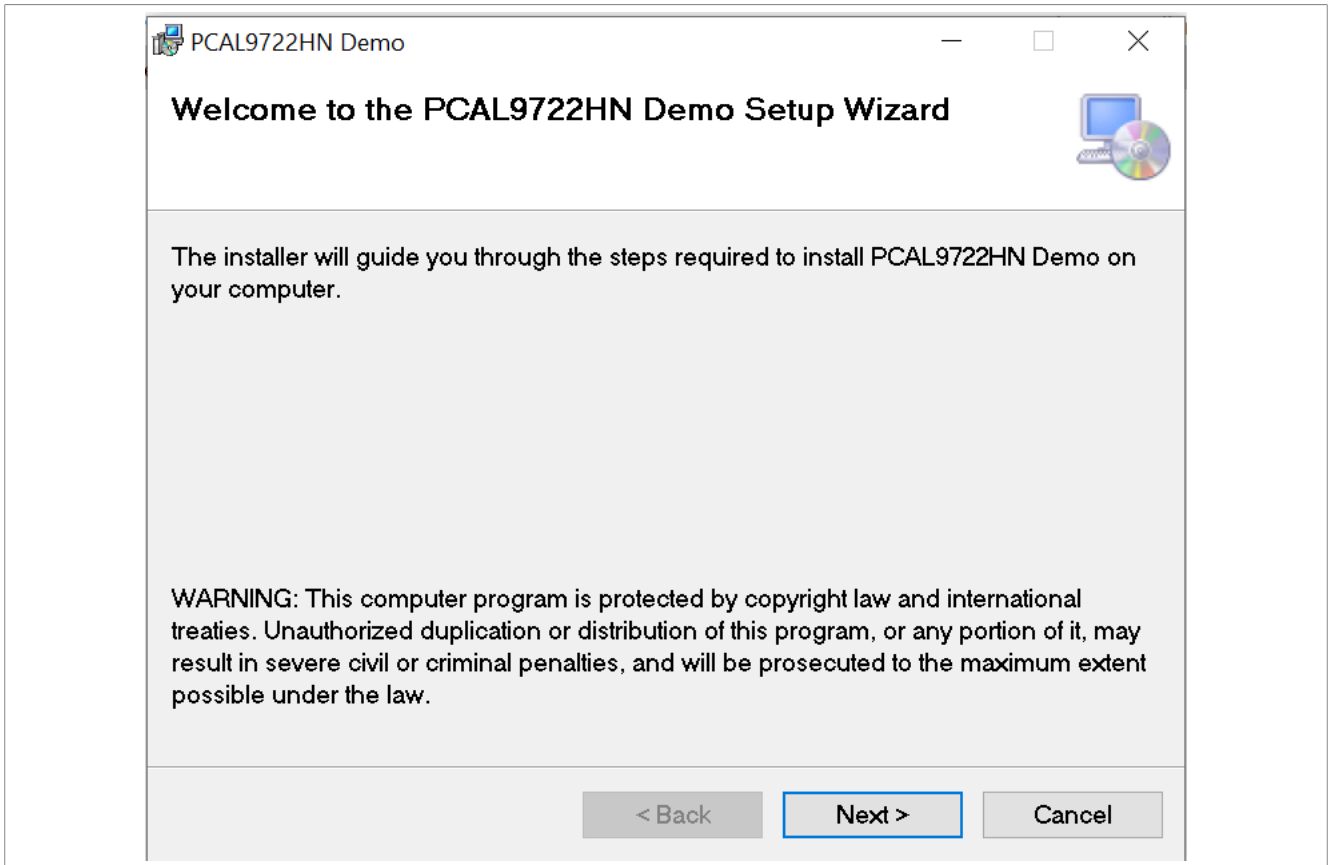 PCAL9722HN Demo
Welcome to the PCAL9722HN Demo Setup Wizard
The installer will guide you through the steps required to install PCAL9722HN Demo on
your computer.
WARNING: This computer program is protected by copyright law and international
treaties. Unauthorized duplication or distribution of this program, or any portion of it, may
result in severe civil or criminal penalties, and will be prosecuted to the maximum extent
possible under the law.
< Back
Next >
Cancel